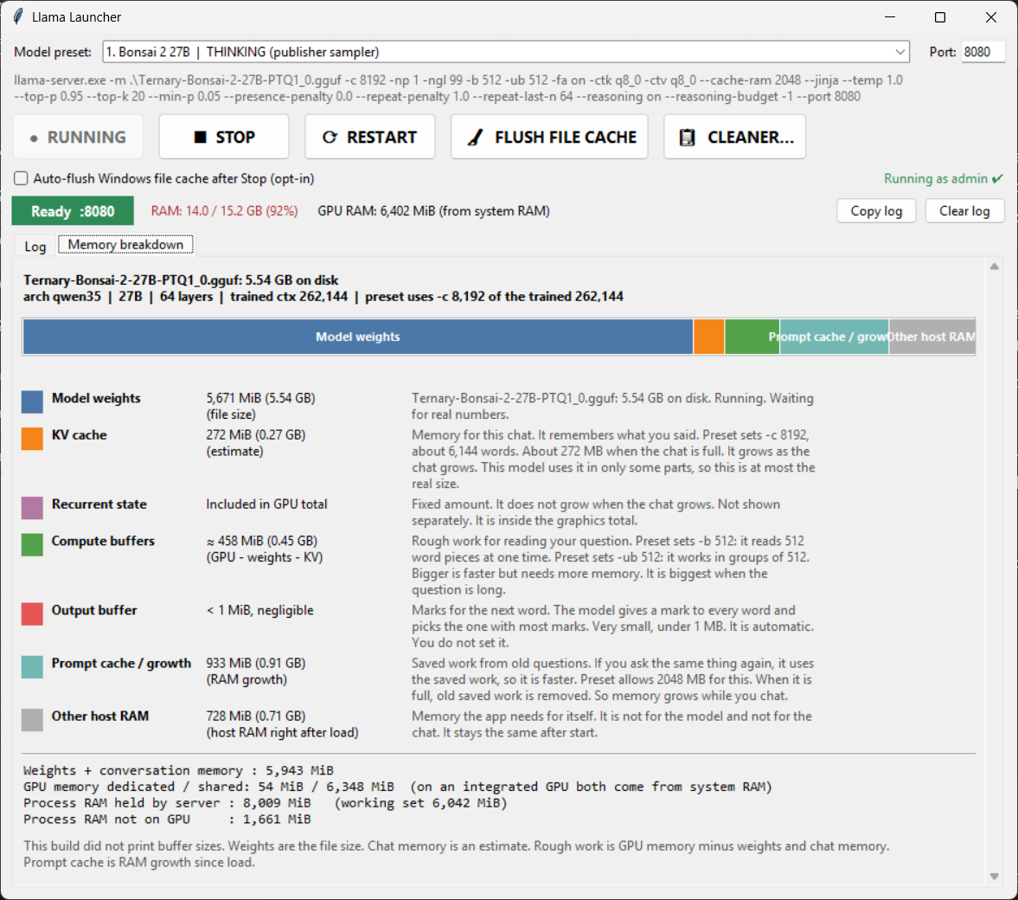 Llama Launcher
Model preset: 1. Bonsai 2 27B | THINKING (publisher sampler) Port: 8080
llama-server.exe -m .\Ternary-Bonsai-2-27B-PTQ1_0.gguf -c 8192 -np 1 -ngl 99 -b 512 -ub 512 -fa on -ctk q8_0 -ctv q8_0 --cache-ram 2048 --jinja --temp 1.0
--top-p 0.95 --top-k 20 --min-p 0.05 --presence-penalty 0.0 --repeat-penalty 1.0 --repeat-last-n 64 --reasoning on --reasoning-budget -1 --port 8080
● RUNNING ■ STOP ⟳ RESTART FLUSH FILE CACHE CLEANER...
Auto-flush Windows file cache after Stop (opt-in) Running as admin ✔
Ready :8080 RAM: 14.0 / 15.2 GB (92%) GPU RAM: 6,402 MiB (from system RAM) Copy log Clear log
Log Memory breakdown
Ternary-Bonsai-2-27B-PTQ1_0.gguf: 5.54 GB on disk
arch qwen35 | 27B | 64 layers | trained ctx 262,144 | preset uses -c 8,192 of the trained 262,144
Model weights Prompt cache / grow Other host RAM
Model weights 5,671 MiB (5.54 GB) Ternary-Bonsai-2-27B-PTQ1_0.gguf: 5.54 GB on disk. Running. Waiting
(file size) for real numbers.
KV cache 272 MiB (0.27 GB) Memory for this chat. It remembers what you said. Preset sets -c 8192,
(estimate) about 6,144 words. About 272 MB when the chat is full. It grows as the
chat grows. This model uses it in only some parts, so this is at most the
real size.
Recurrent state Included in GPU total Fixed amount. It does not grow when the chat grows. Not shown
separately. It is inside the graphics total.
Compute buffers ≈ 458 MiB (0.45 GB) Rough work for reading your question. Preset sets -b 512: it reads 512
(GPU - weights - KV) word pieces at one time. Preset sets -ub 512: it works in groups of 512.
Bigger is faster but needs more memory. It is biggest when the
question is long.
Output buffer < 1 MiB, negligible Marks for the next word. The model gives a mark to every word and
picks the one with most marks. Very small, under 1 MB. It is automatic.
You do not set it.
Prompt cache / growth 933 MiB (0.91 GB) Saved work from old questions. If you ask the same thing again, it uses
(RAM growth) the saved work, so it is faster. Preset allows 2048 MB for this. When it is
full, old saved work is removed. So memory grows while you chat.
Other host RAM 728 MiB (0.71 GB) Memory the app needs for itself. It is not for the model and not for the
(host RAM right after load) chat. It stays the same after start.
Weights + conversation memory : 5,943 MiB
GPU memory dedicated / shared: 54 MiB / 6,348 MiB (on an integrated GPU both come from system RAM)
Process RAM held by server : 8,009 MiB (working set 6,042 MiB)
Process RAM not on GPU : 1,661 MiB
This build did not print buffer sizes. Weights are the file size. Chat memory is an estimate. Rough work is GPU memory minus weights and chat memory.
Prompt cache is RAM growth since load.